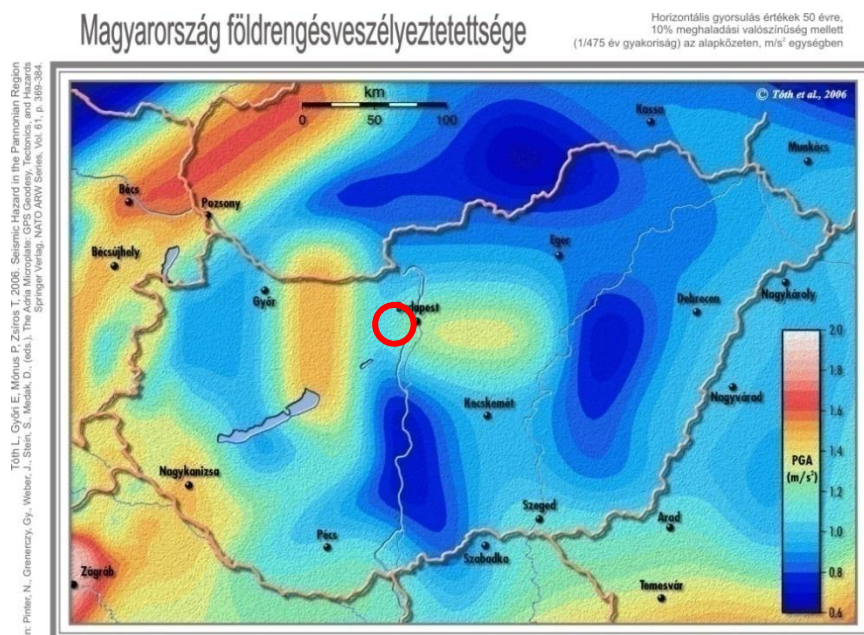 Magyarország földrengésveszélyeztetettsége
Horizontális gyorsulás értékek 50 évre,
10% meghaladási valószínűség mellett
(1/475 év gyakoriság) az alapkőzeten, m/s² egységben
Tóth L, Győri E, Mónus P, Zsíros T, 2006. Seismic Hazard in the Pannonian Region
In: Pinter, N., Grenerczy, Gy., Weber, J., Stein, S., Medak, D., (eds.), The Adria Microplate: GPS Geodesy, Tectonics, and Hazards
Springer Verlag, NATO ARW Series, Vol. 61, p. 369-384.
km
0 50 100
© Tóth et al., 2006
Kassa
Munkács
Bécs
Pozsony
Eger
Bécsújhely
Győr
Debrecen
Nagykároly
Budapest
Kecskemét
Nagyvárad
Nagykanizsa
Szeged
Arad
Pécs
Szabadka
Zágráb
Temesvár
PGA
(m/s²)
2.0
1.8
1.6
1.4
1.2
1.0
0.8
0.6